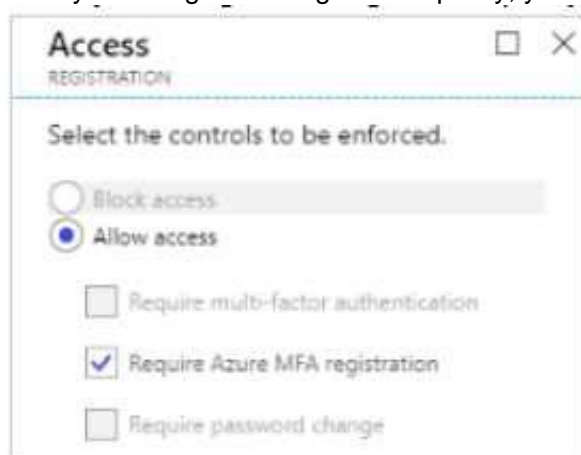 Access
REGISTRATION
Select the controls to be enforced.
Block access
Allow access
Require multi-factor authentication
Require Azure MFA registration
Require password change